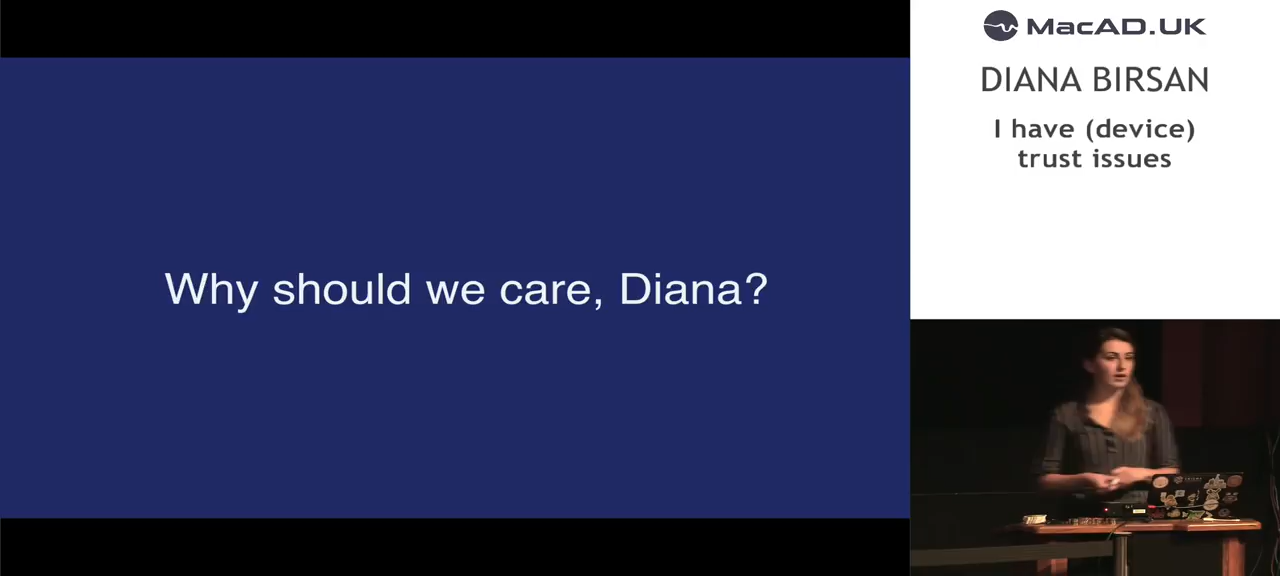 MacAD.UK
DIANA BIRSAN
I have (device)
trust issues
Why should we care, Diana?